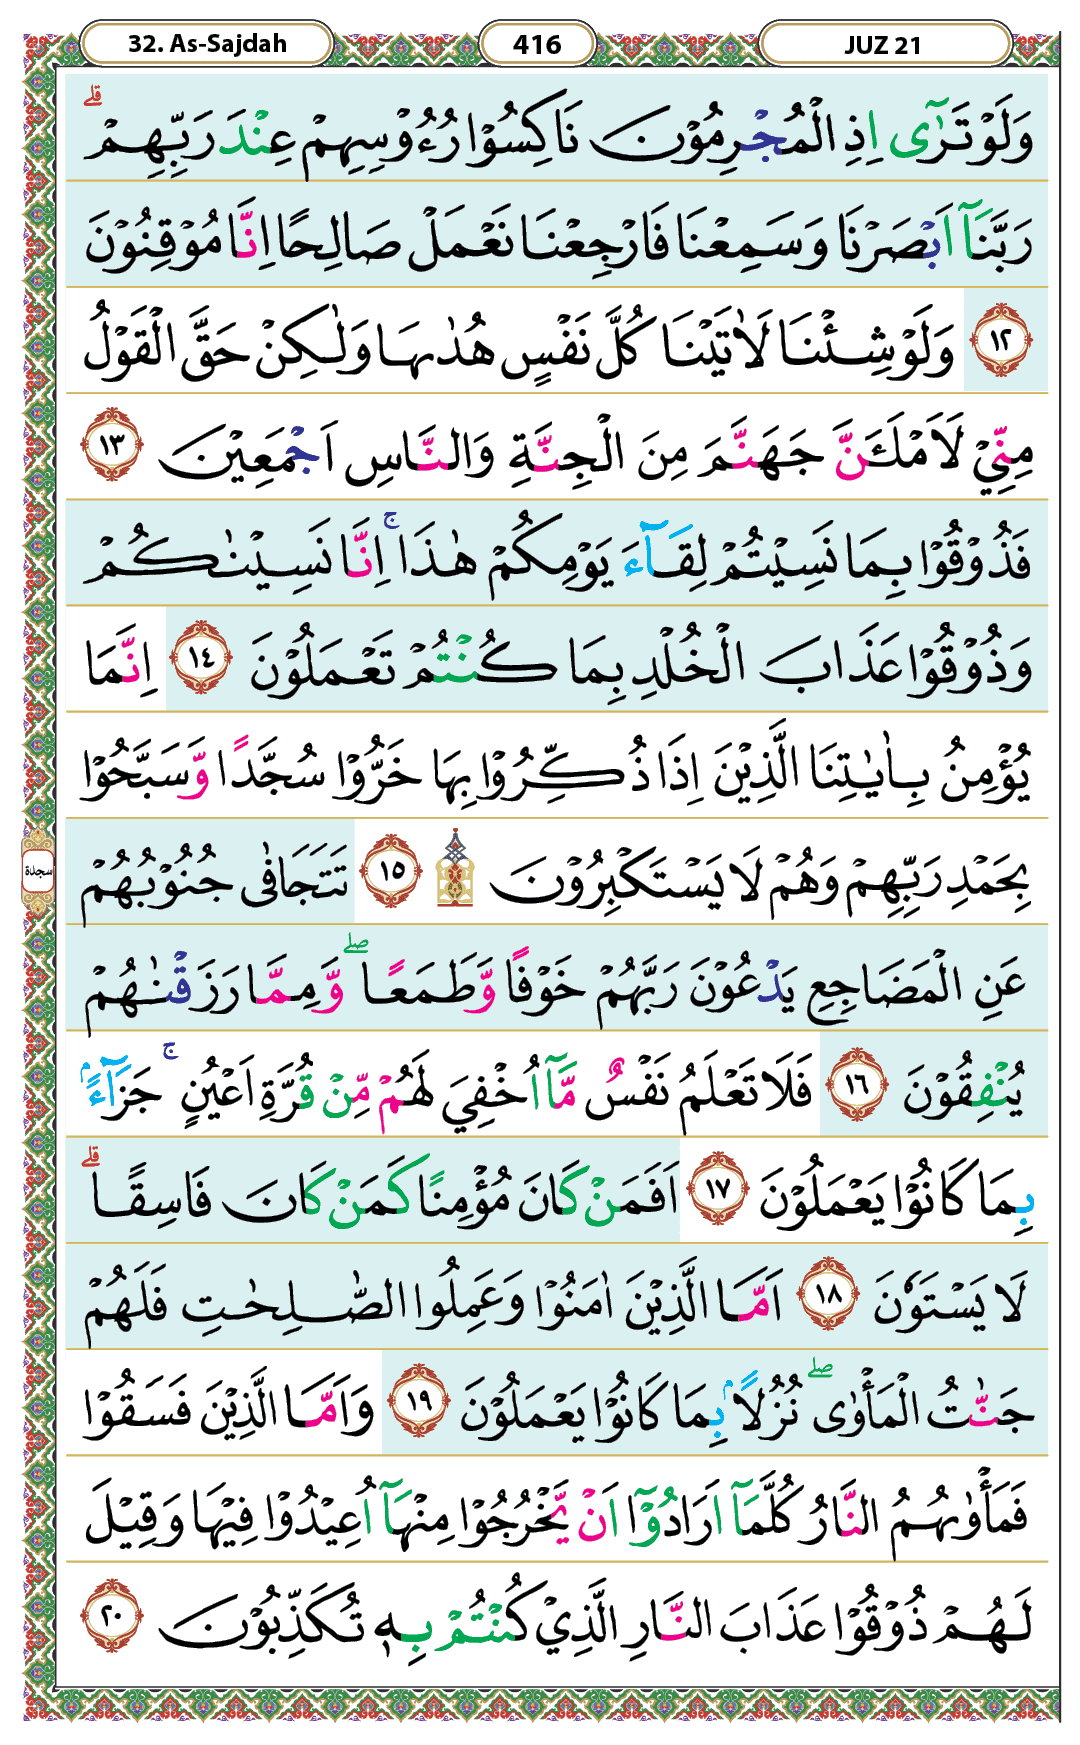 32. As-Sajdah 416 JUZ 21
وَلَوْ تَرٰٓى اِذِ الْمُجْرِمُوْنَ نَاكِسُوْا رُءُوْسِهِمْ عِنْدَ رَبِّهِمْ ۗ
رَبَّنَآ اَبْصَرْنَا وَسَمِعْنَا فَارْجِعْنَا نَعْمَلْ صَالِحًا اِنَّا مُوْقِنُوْنَ
١٢ وَلَوْ شِئْنَا لَاٰتَيْنَا كُلَّ نَفْسٍ هُدٰىهَا وَلٰكِنْ حَقَّ الْقَوْلُ
مِنِّيْ لَاَمْلَـَٔنَّ جَهَنَّمَ مِنَ الْجِنَّةِ وَالنَّاسِ اَجْمَعِيْنَ ١٣
فَذُوْقُوْا بِمَا نَسِيْتُمْ لِقَآءَ يَوْمِكُمْ هٰذَا ۚ اِنَّا نَسِيْنٰكُمْ
وَذُوْقُوْا عَذَابَ الْخُلْدِ بِمَا كُنْتُمْ تَعْمَلُوْنَ ١٤ اِنَّمَا
يُؤْمِنُ بِاٰيٰتِنَا الَّذِيْنَ اِذَا ذُكِّرُوْا بِهَا خَرُّوْا سُجَّدًا وَّسَبَّحُوْا
بِحَمْدِ رَبِّهِمْ وَهُمْ لَا يَسْتَكْبِرُوْنَ ۩ ١٥ تَتَجَافٰى جُنُوْبُهُمْ
سجدة
عَنِ الْمَضَاجِعِ يَدْعُوْنَ رَبَّهُمْ خَوْفًا وَّطَمَعًا ۖ وَّمِمَّا رَزَقْنٰهُمْ
يُنْفِقُوْنَ ١٦ فَلَا تَعْلَمُ نَفْسٌ مَّآ اُخْفِيَ لَهُمْ مِّنْ قُرَّةِ اَعْيُنٍ ۚ جَزَآءًۢ
بِمَا كَانُوْا يَعْمَلُوْنَ ١٧ اَفَمَنْ كَانَ مُؤْمِنًا كَمَنْ كَانَ فَاسِقًا ۗ
لَا يَسْتَوٗنَ ١٨ اَمَّا الَّذِيْنَ اٰمَنُوْا وَعَمِلُوا الصّٰلِحٰتِ فَلَهُمْ
جَنّٰتُ الْمَأْوٰى ۖ نُزُلًاۢ بِمَا كَانُوْا يَعْمَلُوْنَ ١٩ وَاَمَّا الَّذِيْنَ فَسَقُوْا
فَمَأْوٰىهُمُ النَّارُ كُلَّمَآ اَرَادُوْٓا اَنْ يَّخْرُجُوْا مِنْهَآ اُعِيْدُوْا فِيْهَا وَقِيْلَ
لَهُمْ ذُوْقُوْا عَذَابَ النَّارِ الَّذِيْ كُنْتُمْ بِهٖ تُكَذِّبُوْنَ ٢٠